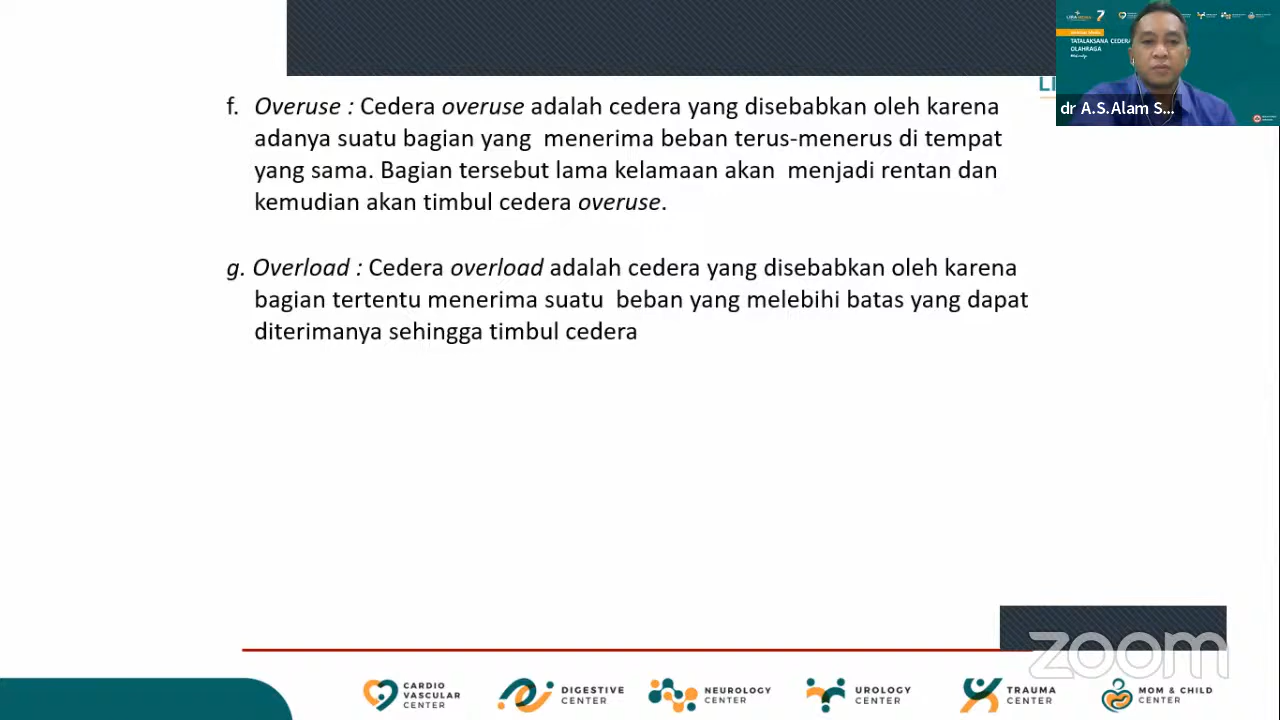 f. Overuse : Cedera overuse adalah cedera yang disebabkan oleh karena
adanya suatu bagian yang menerima beban terus-menerus di tempat
yang sama. Bagian tersebut lama kelamaan akan menjadi rentan dan
kemudian akan timbul cedera overuse.
g. Overload : Cedera overload adalah cedera yang disebabkan oleh karena
bagian tertentu menerima suatu beban yang melebihi batas yang dapat
diterimanya sehingga timbul cedera
TATALAKSANA CEDERA
OLAHRAGA
dr A.S.Alam S...
zoom
CARDIO
VASCULAR
CENTER
DIGESTIVE
CENTER
NEUROLOGY
CENTER
UROLOGY
CENTER
TRAUMA
CENTER
MOM & CHILD
CENTER